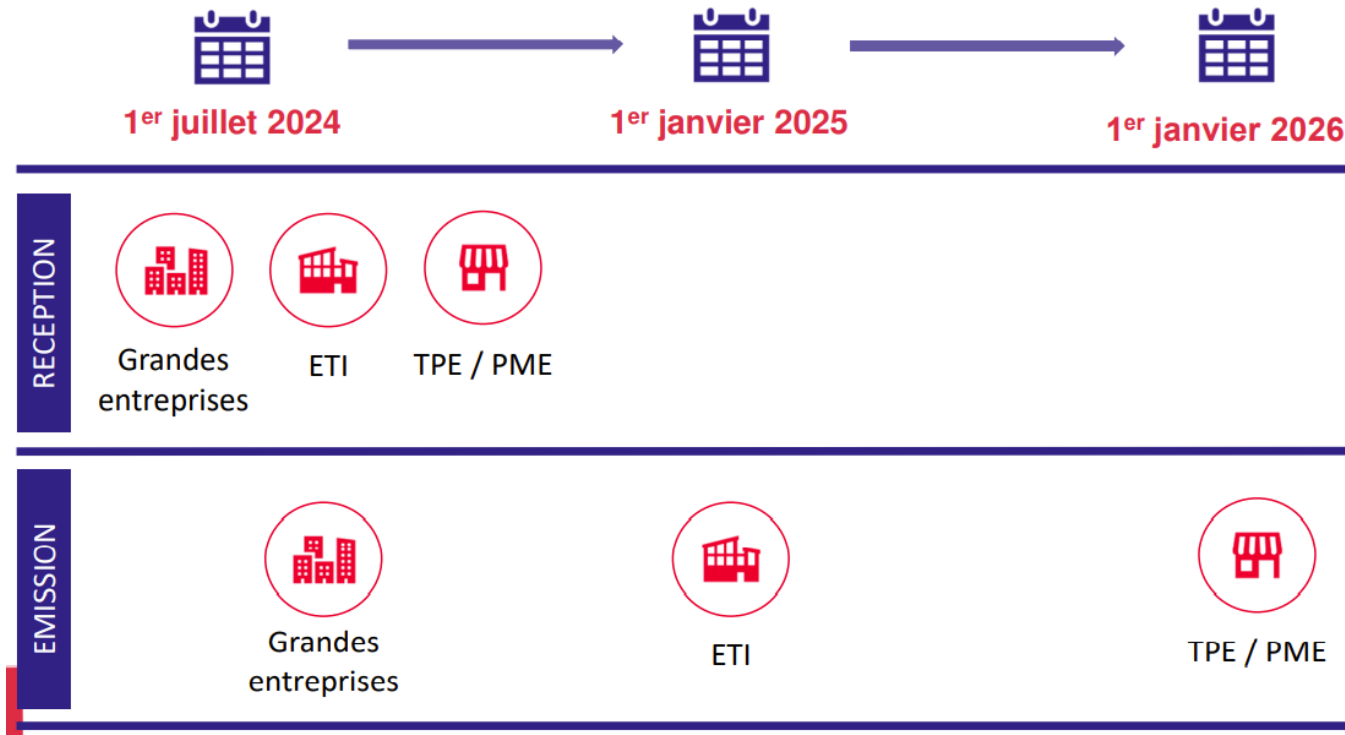 1er juillet 2024
1er janvier 2025
1er janvier 2026
RECEPTION
Grandes
entreprises
ETI
TPE / PME
EMISSION
Grandes
entreprises
ETI
TPE / PME